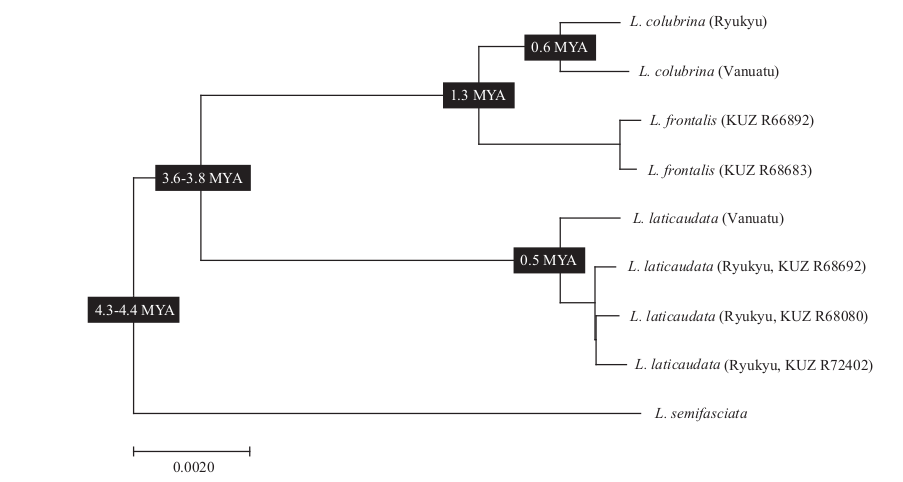 L. colubrina (Ryukyu)
0.6 MYA
L. colubrina (Vanuatu)
1.3 MYA
L. frontalis (KUZ R66892)
L. frontalis (KUZ R68683)
3.6-3.8 MYA
L. laticaudata (Vanuatu)
0.5 MYA
L. laticaudata (Ryukyu, KUZ R68692)
4.3-4.4 MYA
L. laticaudata (Ryukyu, KUZ R68080)
L. laticaudata (Ryukyu, KUZ R72402)
L. semifasciata
0.0020